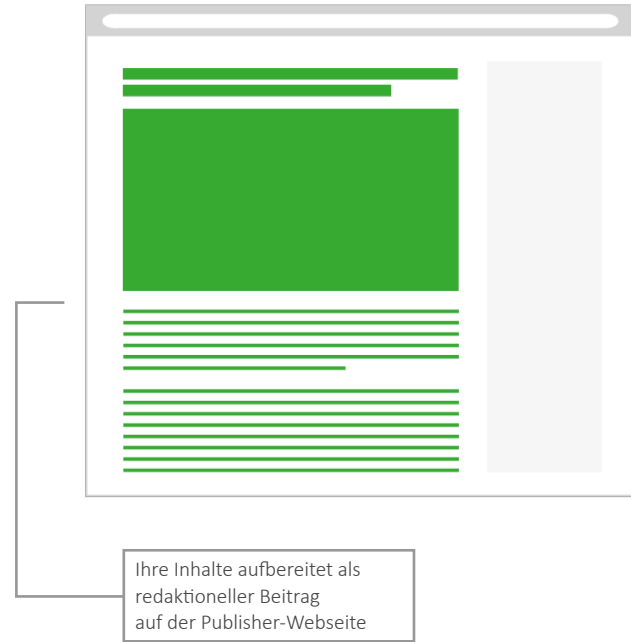 Ihre Inhalte aufbereitet als
redaktioneller Beitrag
auf der Publisher-Webseite